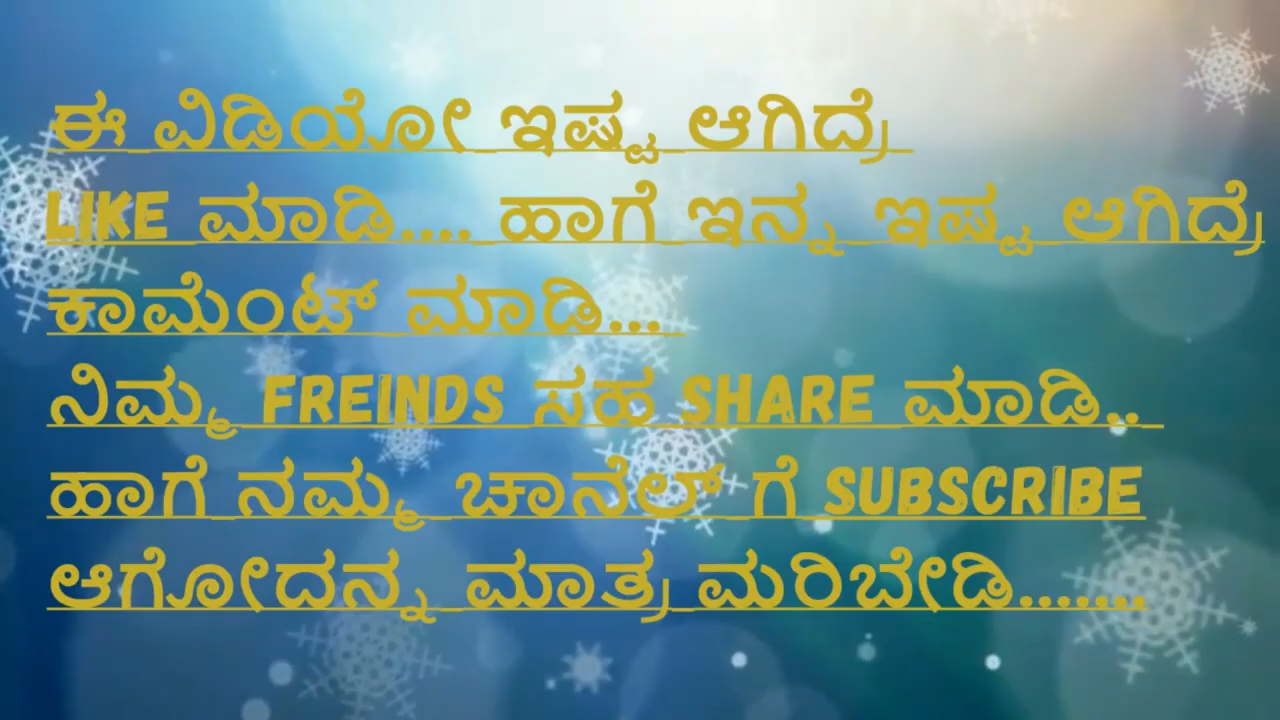 ಈ ವಿಡಿಯೋ ಇಷ್ಟ ಆಗಿದ್ರೆ
LIKE ಮಾಡಿ.... ಹಾಗೆ ಇನ್ನ ಇಷ್ಟ ಆಗಿದ್ರೆ
ಕಾಮೆಂಟ್ ಮಾಡಿ...
ನಿಮ್ಮ FREINDS ಸಹ SHARE ಮಾಡಿ..
ಹಾಗೆ ನಮ್ಮ ಚಾನೆಲ್ ಗೆ SUBSCRIBE
ಆಗೋದನ್ನ ಮಾತ್ರ ಮರಿಬೇಡಿ.......